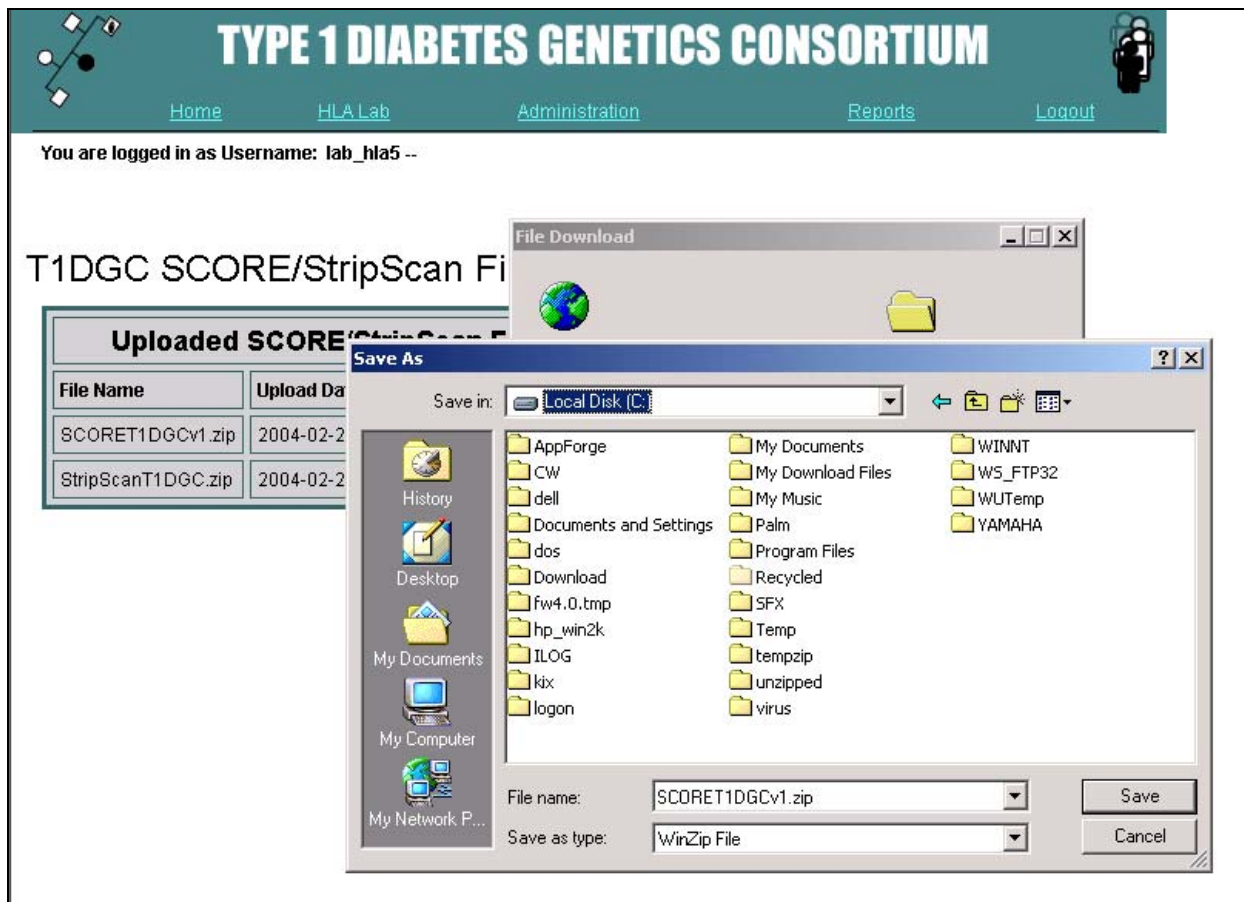 TYPE 1 DIABETES GENETICS CONSORTIUM
Home HLA Lab Administration Reports Logout
You are logged in as Username: lab_hla5 --
File Download
T1DGC SCORE/StripScan Fi
Uploaded SCORE/StripScan F
Save As
File Name Upload Da
Save in: Local Disk (C:)
SCORET1DGCv1.zip 2004-02-2
StripScanT1DGC.zip 2004-02-2
History
Desktop
My Documents
My Computer
My Network P...
AppForge
CW
dell
Documents and Settings
dos
Download
fw4.0.tmp
hp_win2k
ILOG
kix
logon
My Documents
My Download Files
My Music
Palm
Program Files
Recycled
SFX
Temp
tempzip
unzipped
virus
WINNT
WS_FTP32
WUTemp
YAMAHA
File name: SCORET1DGCv1.zip Save
Save as type: WinZip File Cancel